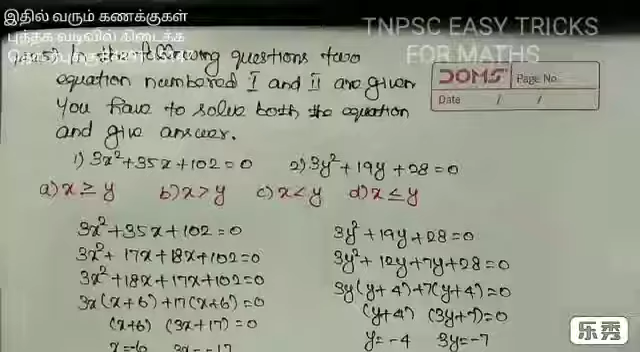 இதில் வரும் கணக்குகள்
TNPSC EASY TRICKS
புத்தக வடிவில் கிடைக்க
FOR MATHS
the following questions two
equation numbered I and II are given
You have to solve both the equation
and give answer.
DOMS Page No.
Date / /
1) 3x²+35x+102=0 2) 3y²+19y+28=0
a) x ≥ y b) x > y c) x < y d) x ≤ y
3x²+35x+102=0
3x²+17x+18x+102=0
3x²+18x+17x+102=0
3x(x+6)+17(x+6)=0
(x+6) (3x+17)=0
x=-6 3x=-17
3y²+19y+28=0
3y²+12y+7y+28=0
3y(y+4)+7(y+4)=0
(y+4) (3y+7)=0
y=-4 3y=-7
乐秀